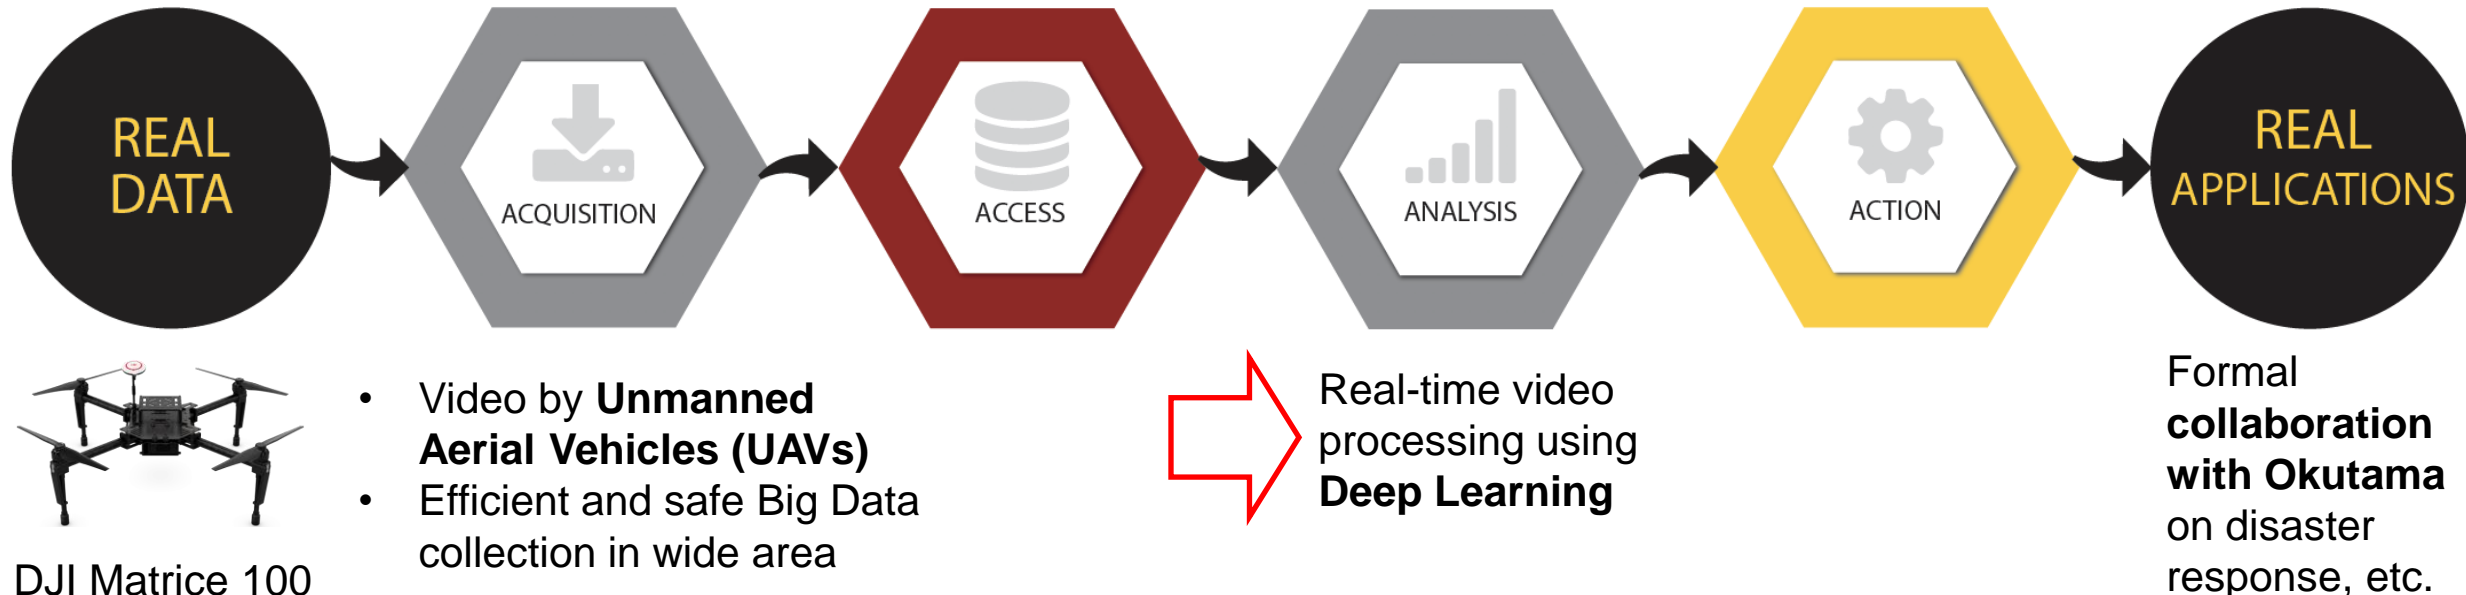 REAL
DATA
ACQUISITION
ACCESS
ANALYSIS
ACTION
REAL
APPLICATIONS
DJI Matrice 100
• Video by Unmanned
Aerial Vehicles (UAVs)
• Efficient and safe Big Data
collection in wide area
Real-time video
processing using
Deep Learning
Formal
collaboration
with Okutama
on disaster
response, etc.